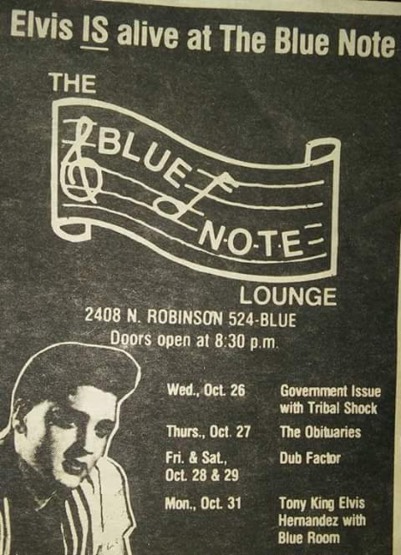 Elvis IS alive at The Blue Note
THE
BLUE
N-O-T-E
LOUNGE
2408 N. ROBINSON 524-BLUE
Doors open at 8:30 p.m.
Wed., Oct. 26 Government Issue
with Tribal Shock
Thurs., Oct. 27 The Obituaries
Fri. & Sat., Dub Factor
Oct. 28 & 29
Mon., Oct. 31 Tony King Elvis
Hernandez with
Blue Room